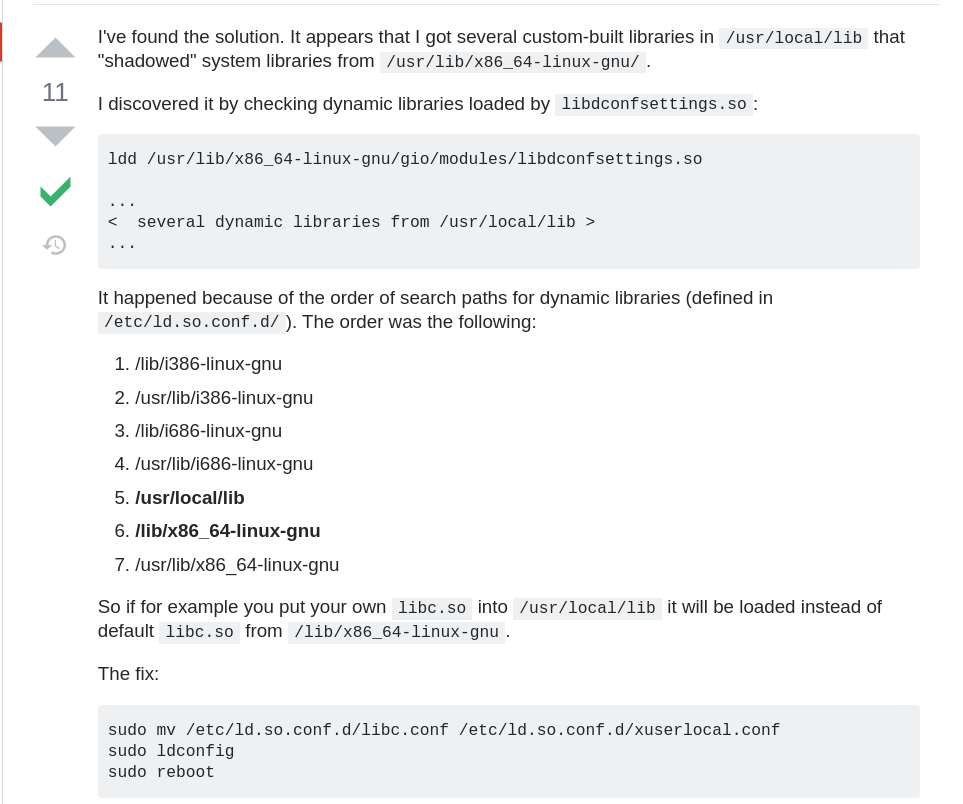 I've found the solution. It appears that I got several custom-built libraries in /usr/local/lib that
"shadowed" system libraries from /usr/lib/x86_64-linux-gnu/ .
11
I discovered it by checking dynamic libraries loaded by libdconfsettings.so :
ldd /usr/lib/x86_64-linux-gnu/gio/modules/libdconfsettings.so
...
<  several dynamic libraries from /usr/local/lib >
...
It happened because of the order of search paths for dynamic libraries (defined in
/etc/ld.so.conf.d/ ). The order was the following:
1. /lib/i386-linux-gnu
2. /usr/lib/i386-linux-gnu
3. /lib/i686-linux-gnu
4. /usr/lib/i686-linux-gnu
5. /usr/local/lib
6. /lib/x86_64-linux-gnu
7. /usr/lib/x86_64-linux-gnu
So if for example you put your own libc.so into /usr/local/lib it will be loaded instead of
default libc.so from /lib/x86_64-linux-gnu .
The fix:
sudo mv /etc/ld.so.conf.d/libc.conf /etc/ld.so.conf.d/xuserlocal.conf
sudo ldconfig
sudo reboot